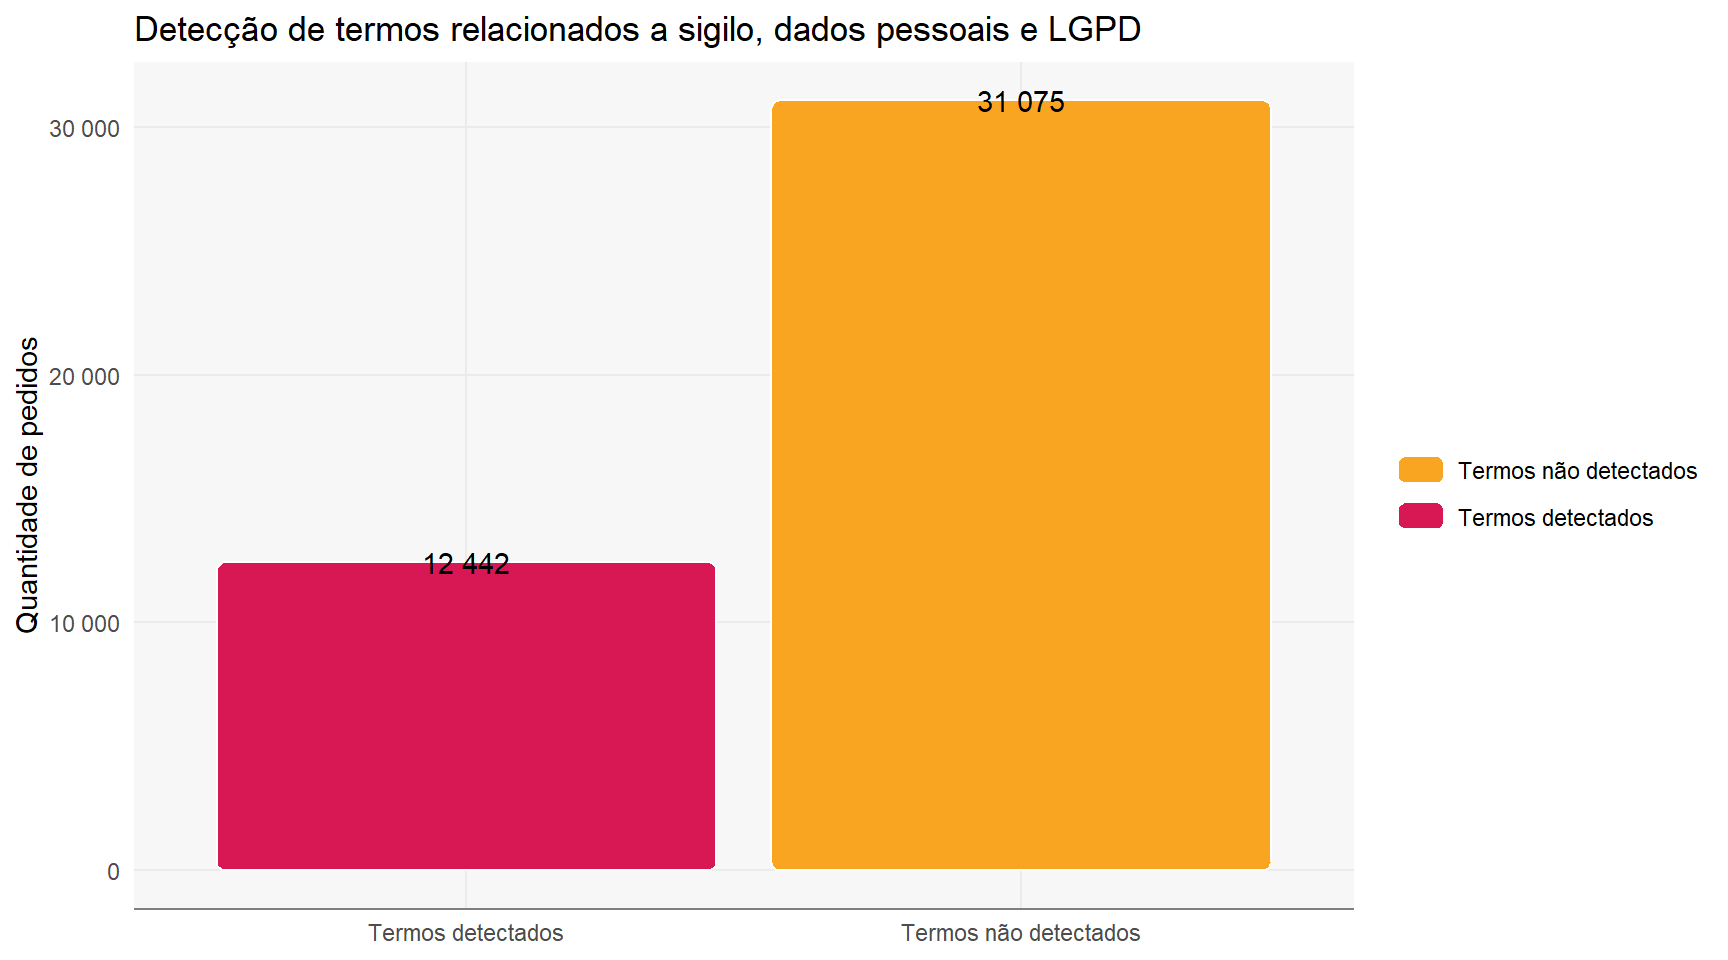 Detecção de termos relacionados a sigilo, dados pessoais e LGPD
Quantidade de pedidos
30 000
20 000
10 000
0
12 442
31 075
Termos detectados
Termos não detectados
Termos não detectados
Termos detectados